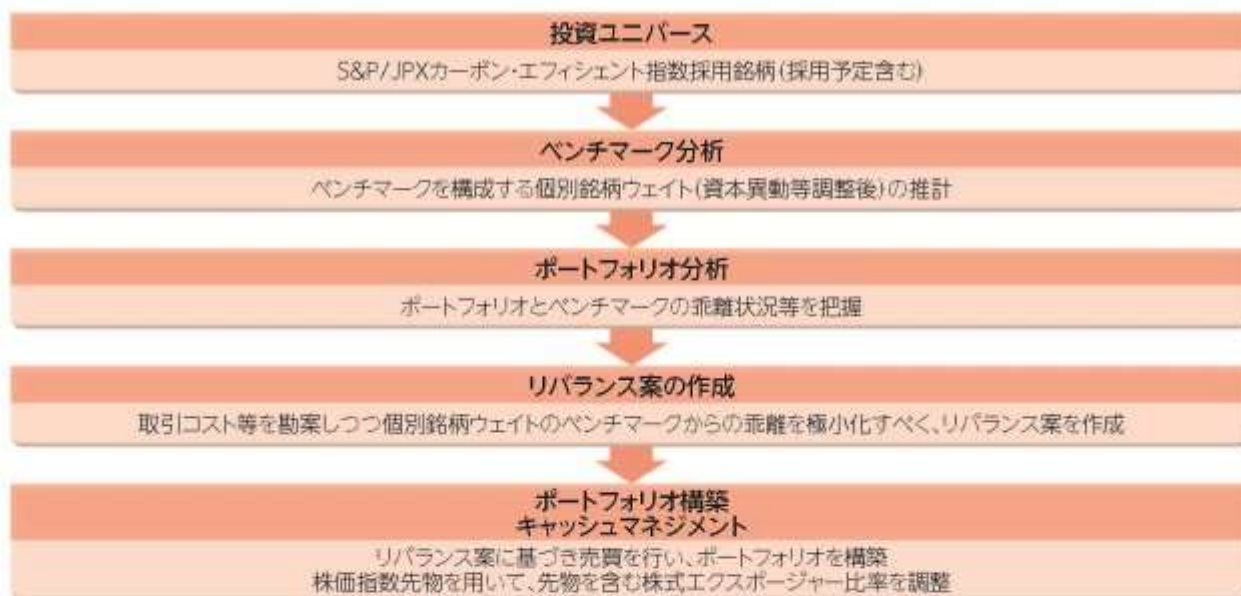 投資ユニバース
S&P/JPXカーボン・エフィシェント指数採用銘柄(採用予定含む)
ベンチマーク分析
ベンチマークを構成する個別銘柄ウェイト(資本異動等調整後)の推計
ポートフォリオ分析
ポートフォリオとベンチマークの乖離状況等を把握
リバランス案の作成
取引コスト等を勘案しつつ個別銘柄ウェイトのベンチマークからの乖離を極小化すべく、リバランス案を作成
ポートフォリオ構築
キャッシュマネジメント
リバランス案に基づき売買を行い、ポートフォリオを構築
株価指数先物を用いて、先物を含む株式エクスポージャー比率を調整